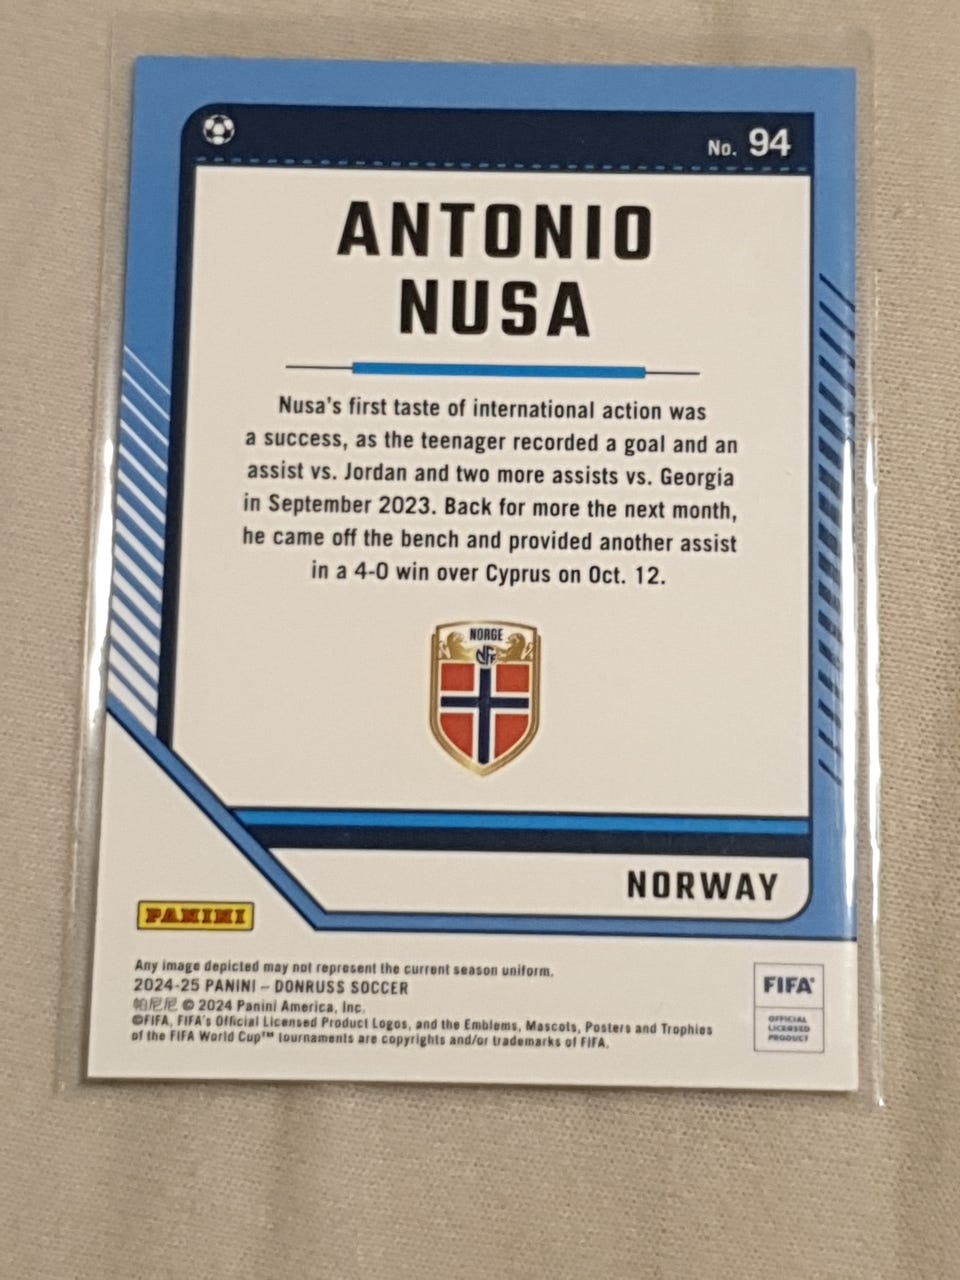 No. 94
ANTONIO
NUSA
Nusa's first taste of international action was
a success, as the teenager recorded a goal and an
assist vs. Jordan and two more assists vs. Georgia
in September 2023. Back for more the next month,
he came off the bench and provided another assist
in a 4-0 win over Cyprus on Oct. 12.
NORGE
NFF
NORWAY
PANINI
Any image depicted may not represent the current season uniform.
2024-25 PANINI – DONRUSS SOCCER
帕尼尼 © 2024 Panini America, Inc.
©FIFA, FIFA's Official Licensed Product Logos, and the Emblems, Mascots, Posters and Trophies
of the FIFA World Cup™ tournaments are copyrights and/or trademarks of FIFA.
FIFA®
OFFICIAL
LICENSED
PRODUCT